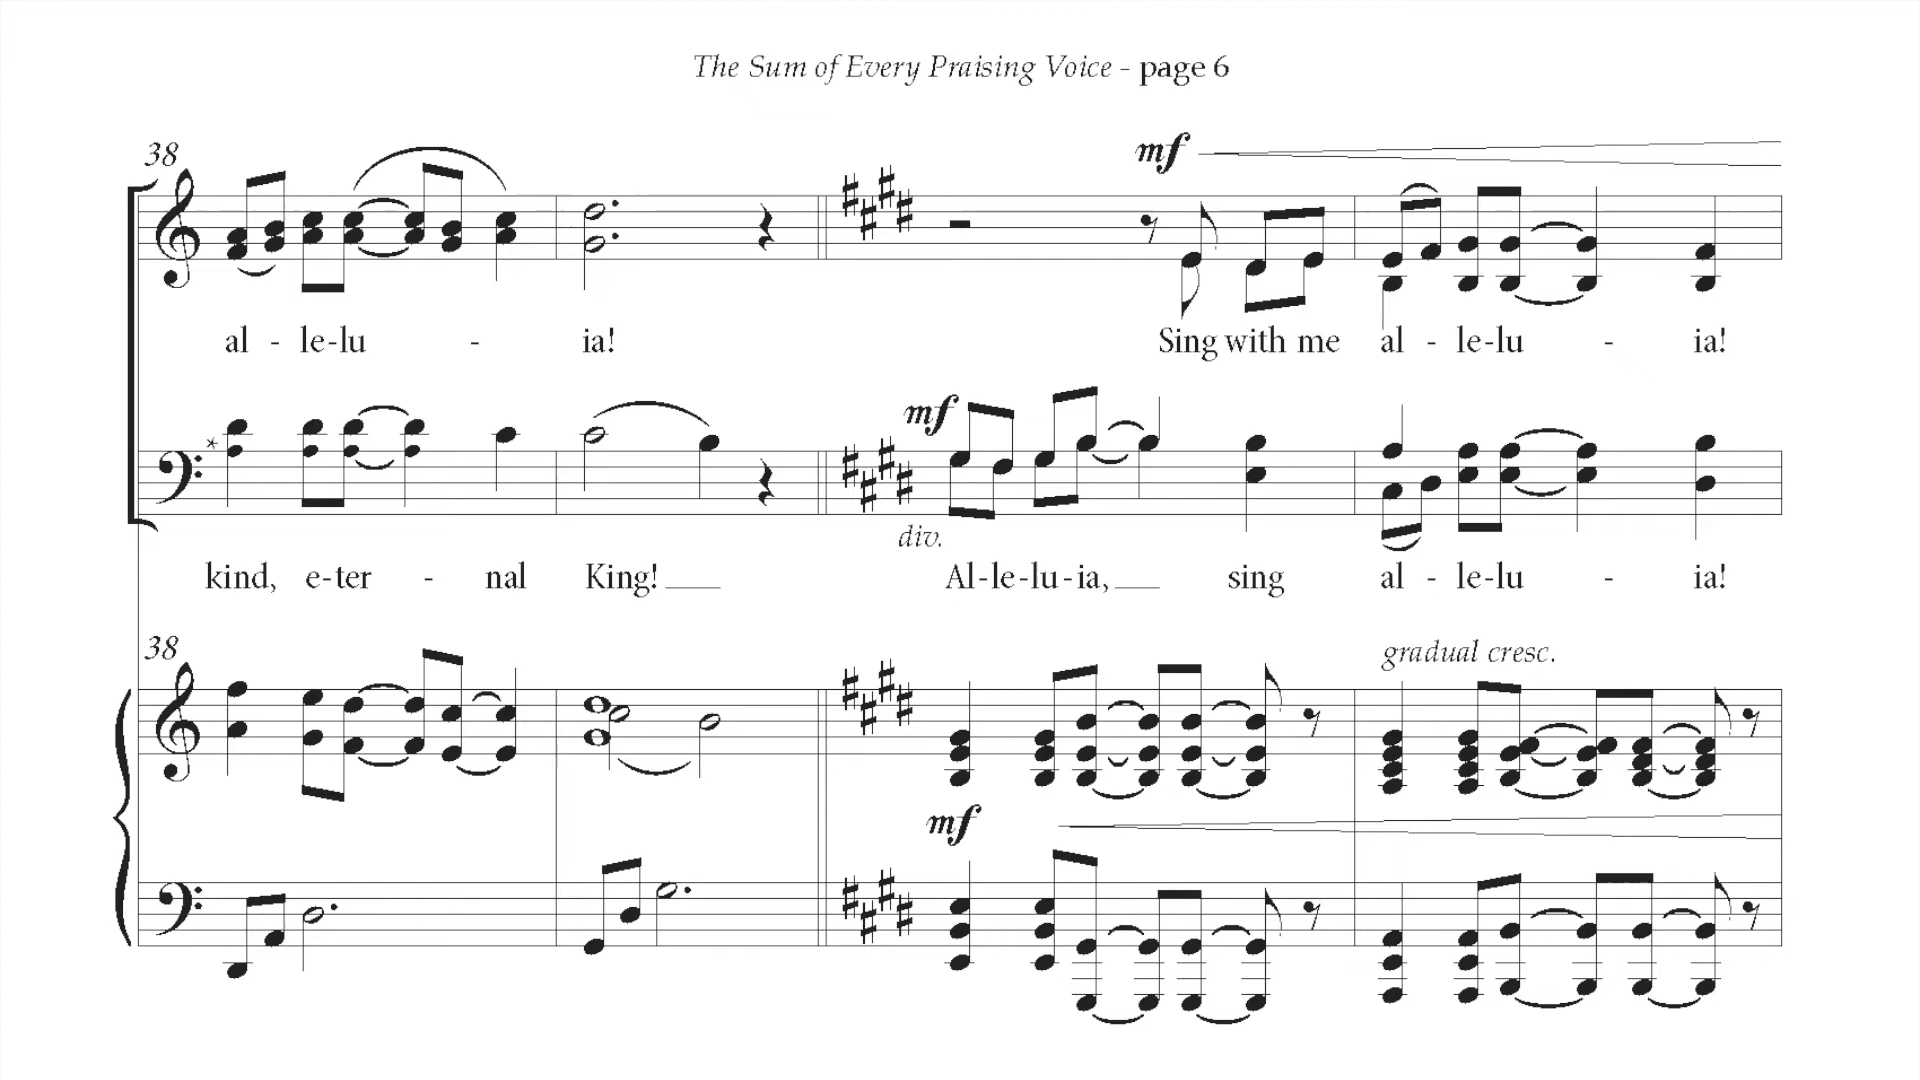 The Sum of Every Praising Voice - page 6
38
mf
al - le-lu - ia! Sing with me al - le-lu - ia!
*
mf
div.
kind, e-ter - nal King! Al-le-lu-ia, sing al - le-lu - ia!
38
gradual cresc.
mf